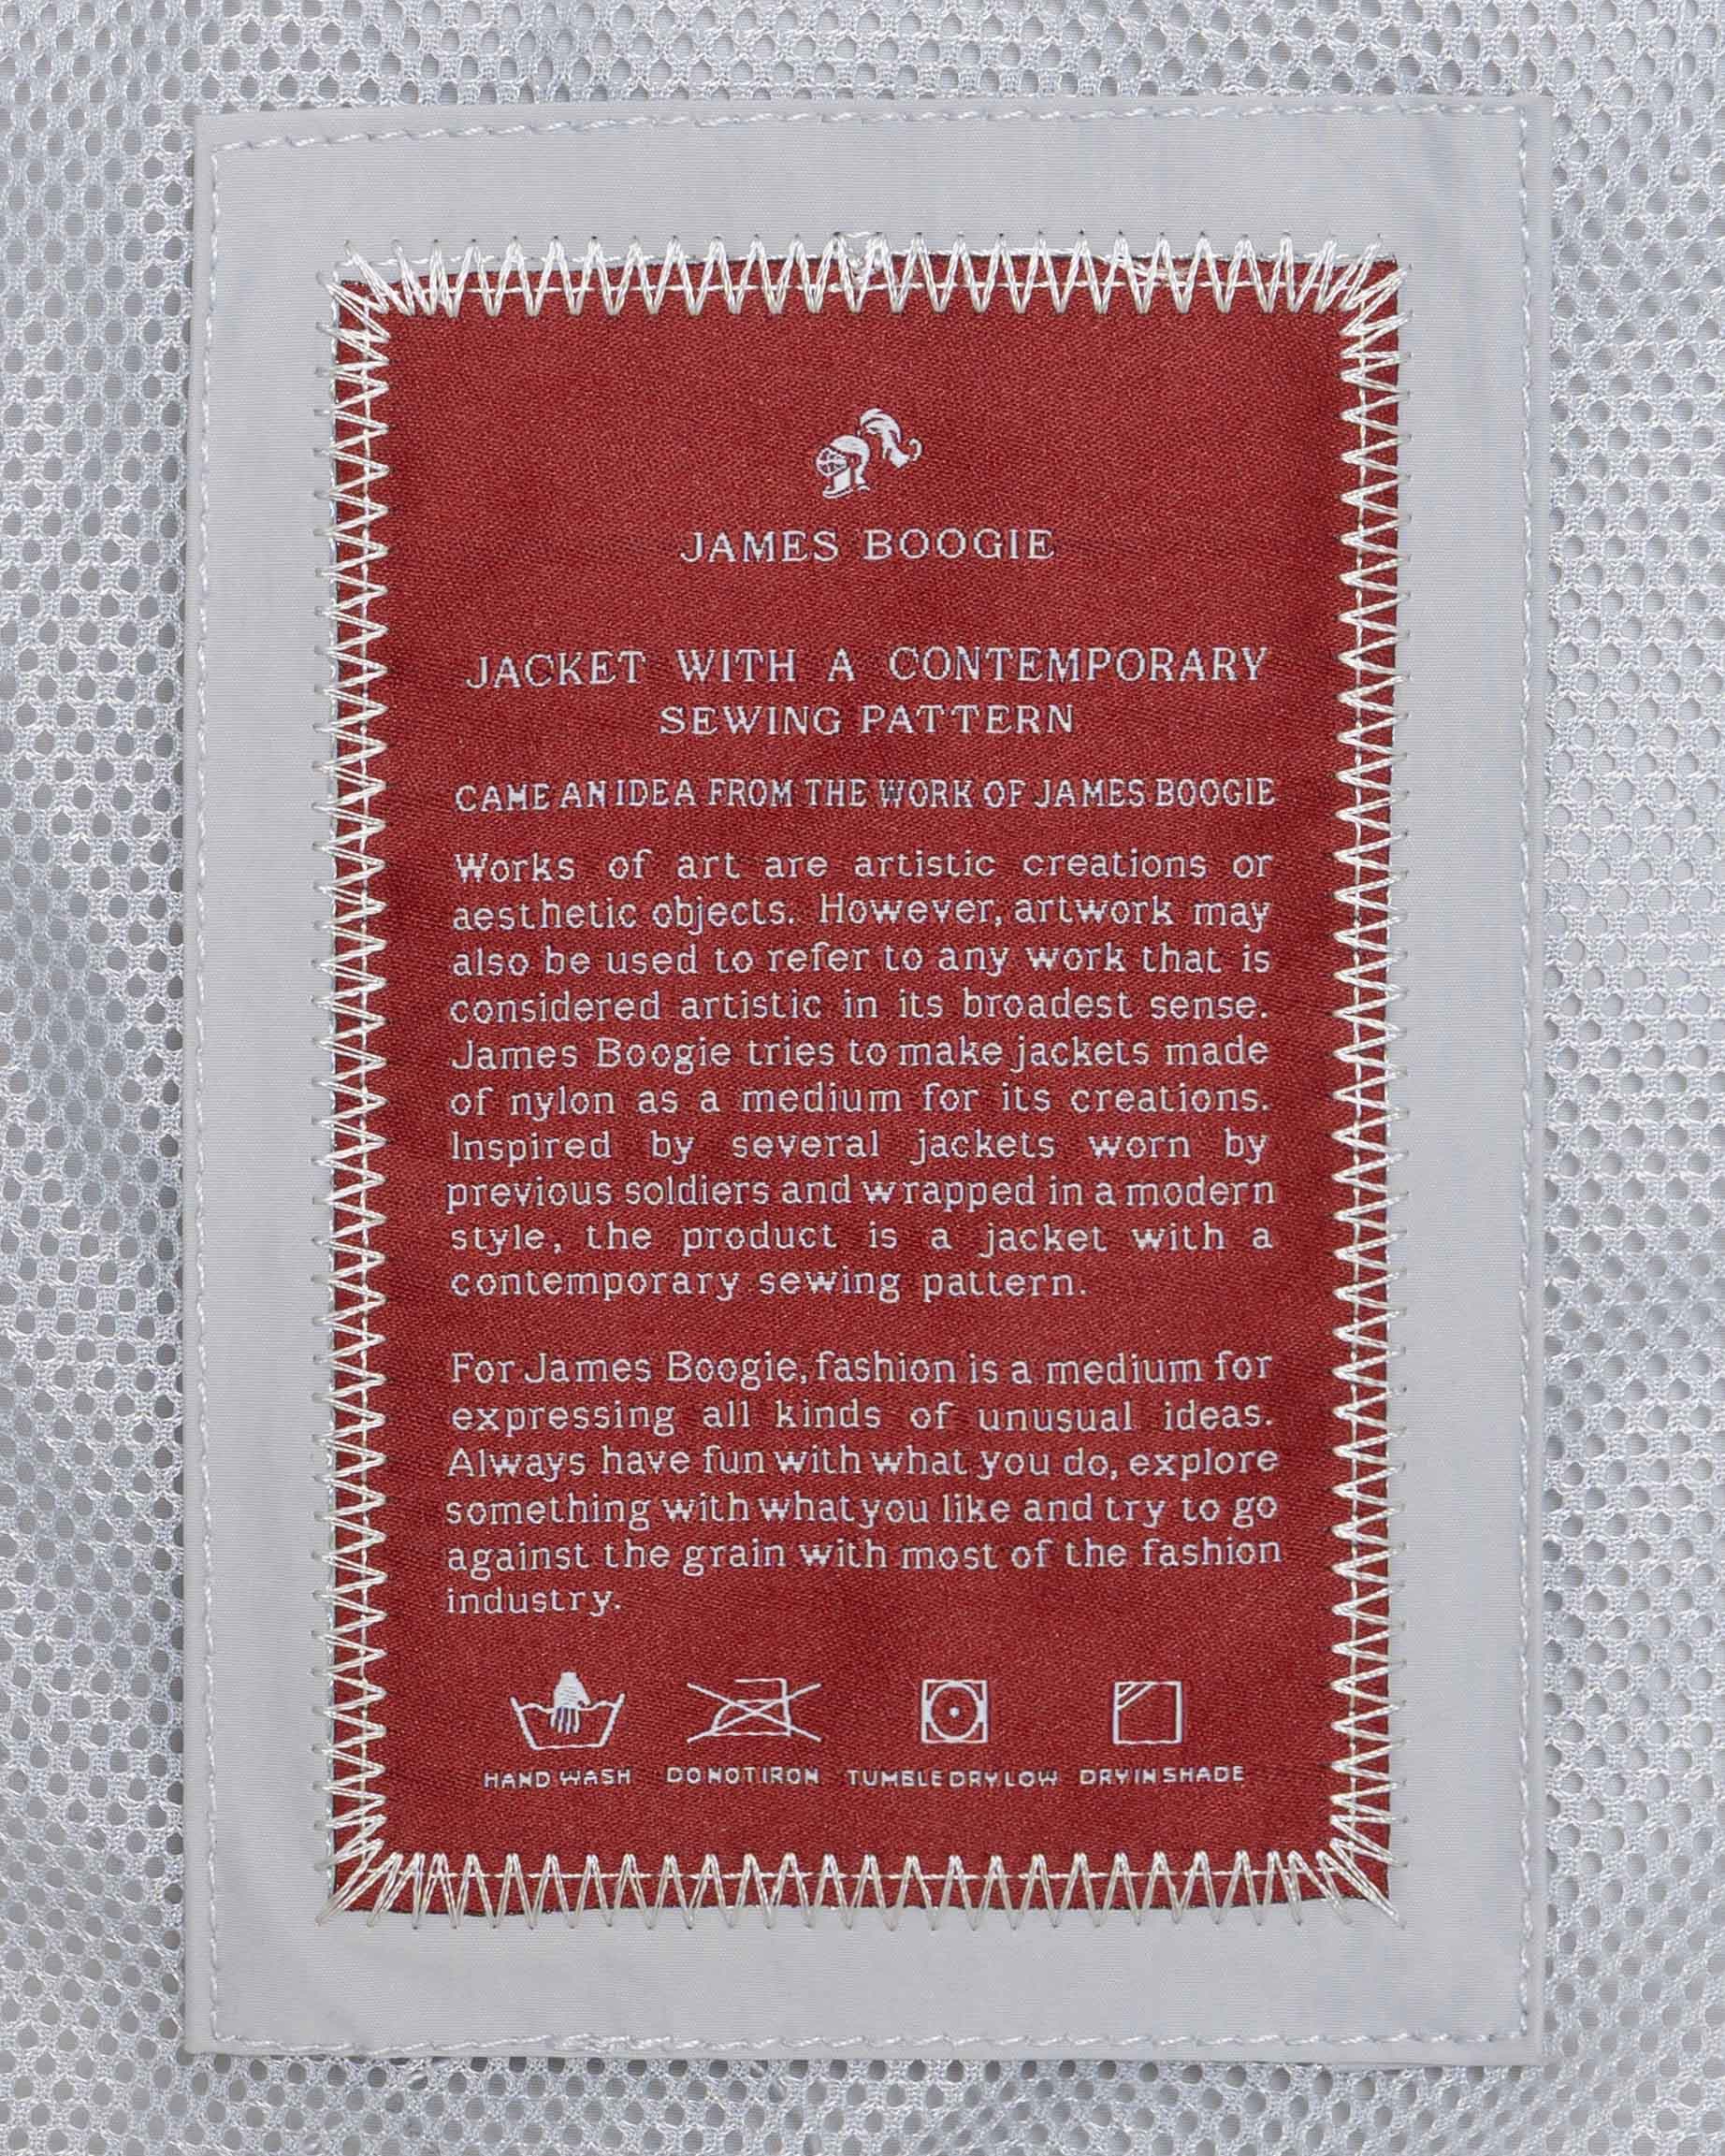 JAMES BOOGIE
JACKET WITH A CONTEMPORARY
SEWING PATTERN
CAME AN IDEA FROM THE WORK OF JAMES BOOGIE
Works of art are artistic creations or
aesthetic objects. However, artwork may
also be used to refer to any work that is
considered artistic in its broadest sense.
James Boogie tries to make jackets made
of nylon as a medium for its creations.
Inspired by several jackets worn by
previous soldiers and wrapped in a modern
style, the product is a jacket with a
contemporary sewing pattern.
For James Boogie, fashion is a medium for
expressing all kinds of unusual ideas.
Always have fun with what you do, explore
something with what you like and try to go
against the grain with most of the fashion
industry.
HAND WASH DO NOT IRON TUMBLE DRY LOW DRY IN SHADE